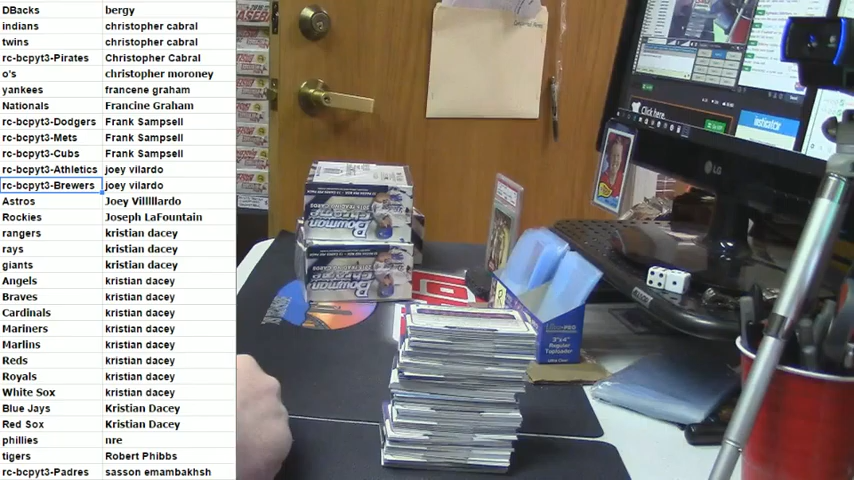 DBacks bergy
indians christopher cabral
twins christopher cabral
rc-bcpyt3-Pirates Christopher Cabral
o's christopher moroney
yankees francene graham
Nationals Francine Graham
rc-bcpyt3-Dodgers Frank Sampsell
rc-bcpyt3-Mets Frank Sampsell
rc-bcpyt3-Cubs Frank Sampsell
rc-bcpyt3-Athletics joey vilardo
rc-bcpyt3-Brewers joey vilardo
Astros Joey Villllardo
Rockies Joseph LaFountain
rangers kristian dacey
rays kristian dacey
giants kristian dacey
Angels kristian dacey
Braves kristian dacey
Cardinals kristian dacey
Mariners kristian dacey
Marlins kristian dacey
Reds kristian dacey
Royals kristian dacey
White Sox kristian dacey
Blue Jays Kristian Dacey
Red Sox Kristian Dacey
phillies nre
tigers Robert Phibbs
rc-bcpyt3-Padres sasson emambakhsh
Click here
LG
Bowman
Chrome
Bowman
Chrome
3"x4"
Regular
Toploader